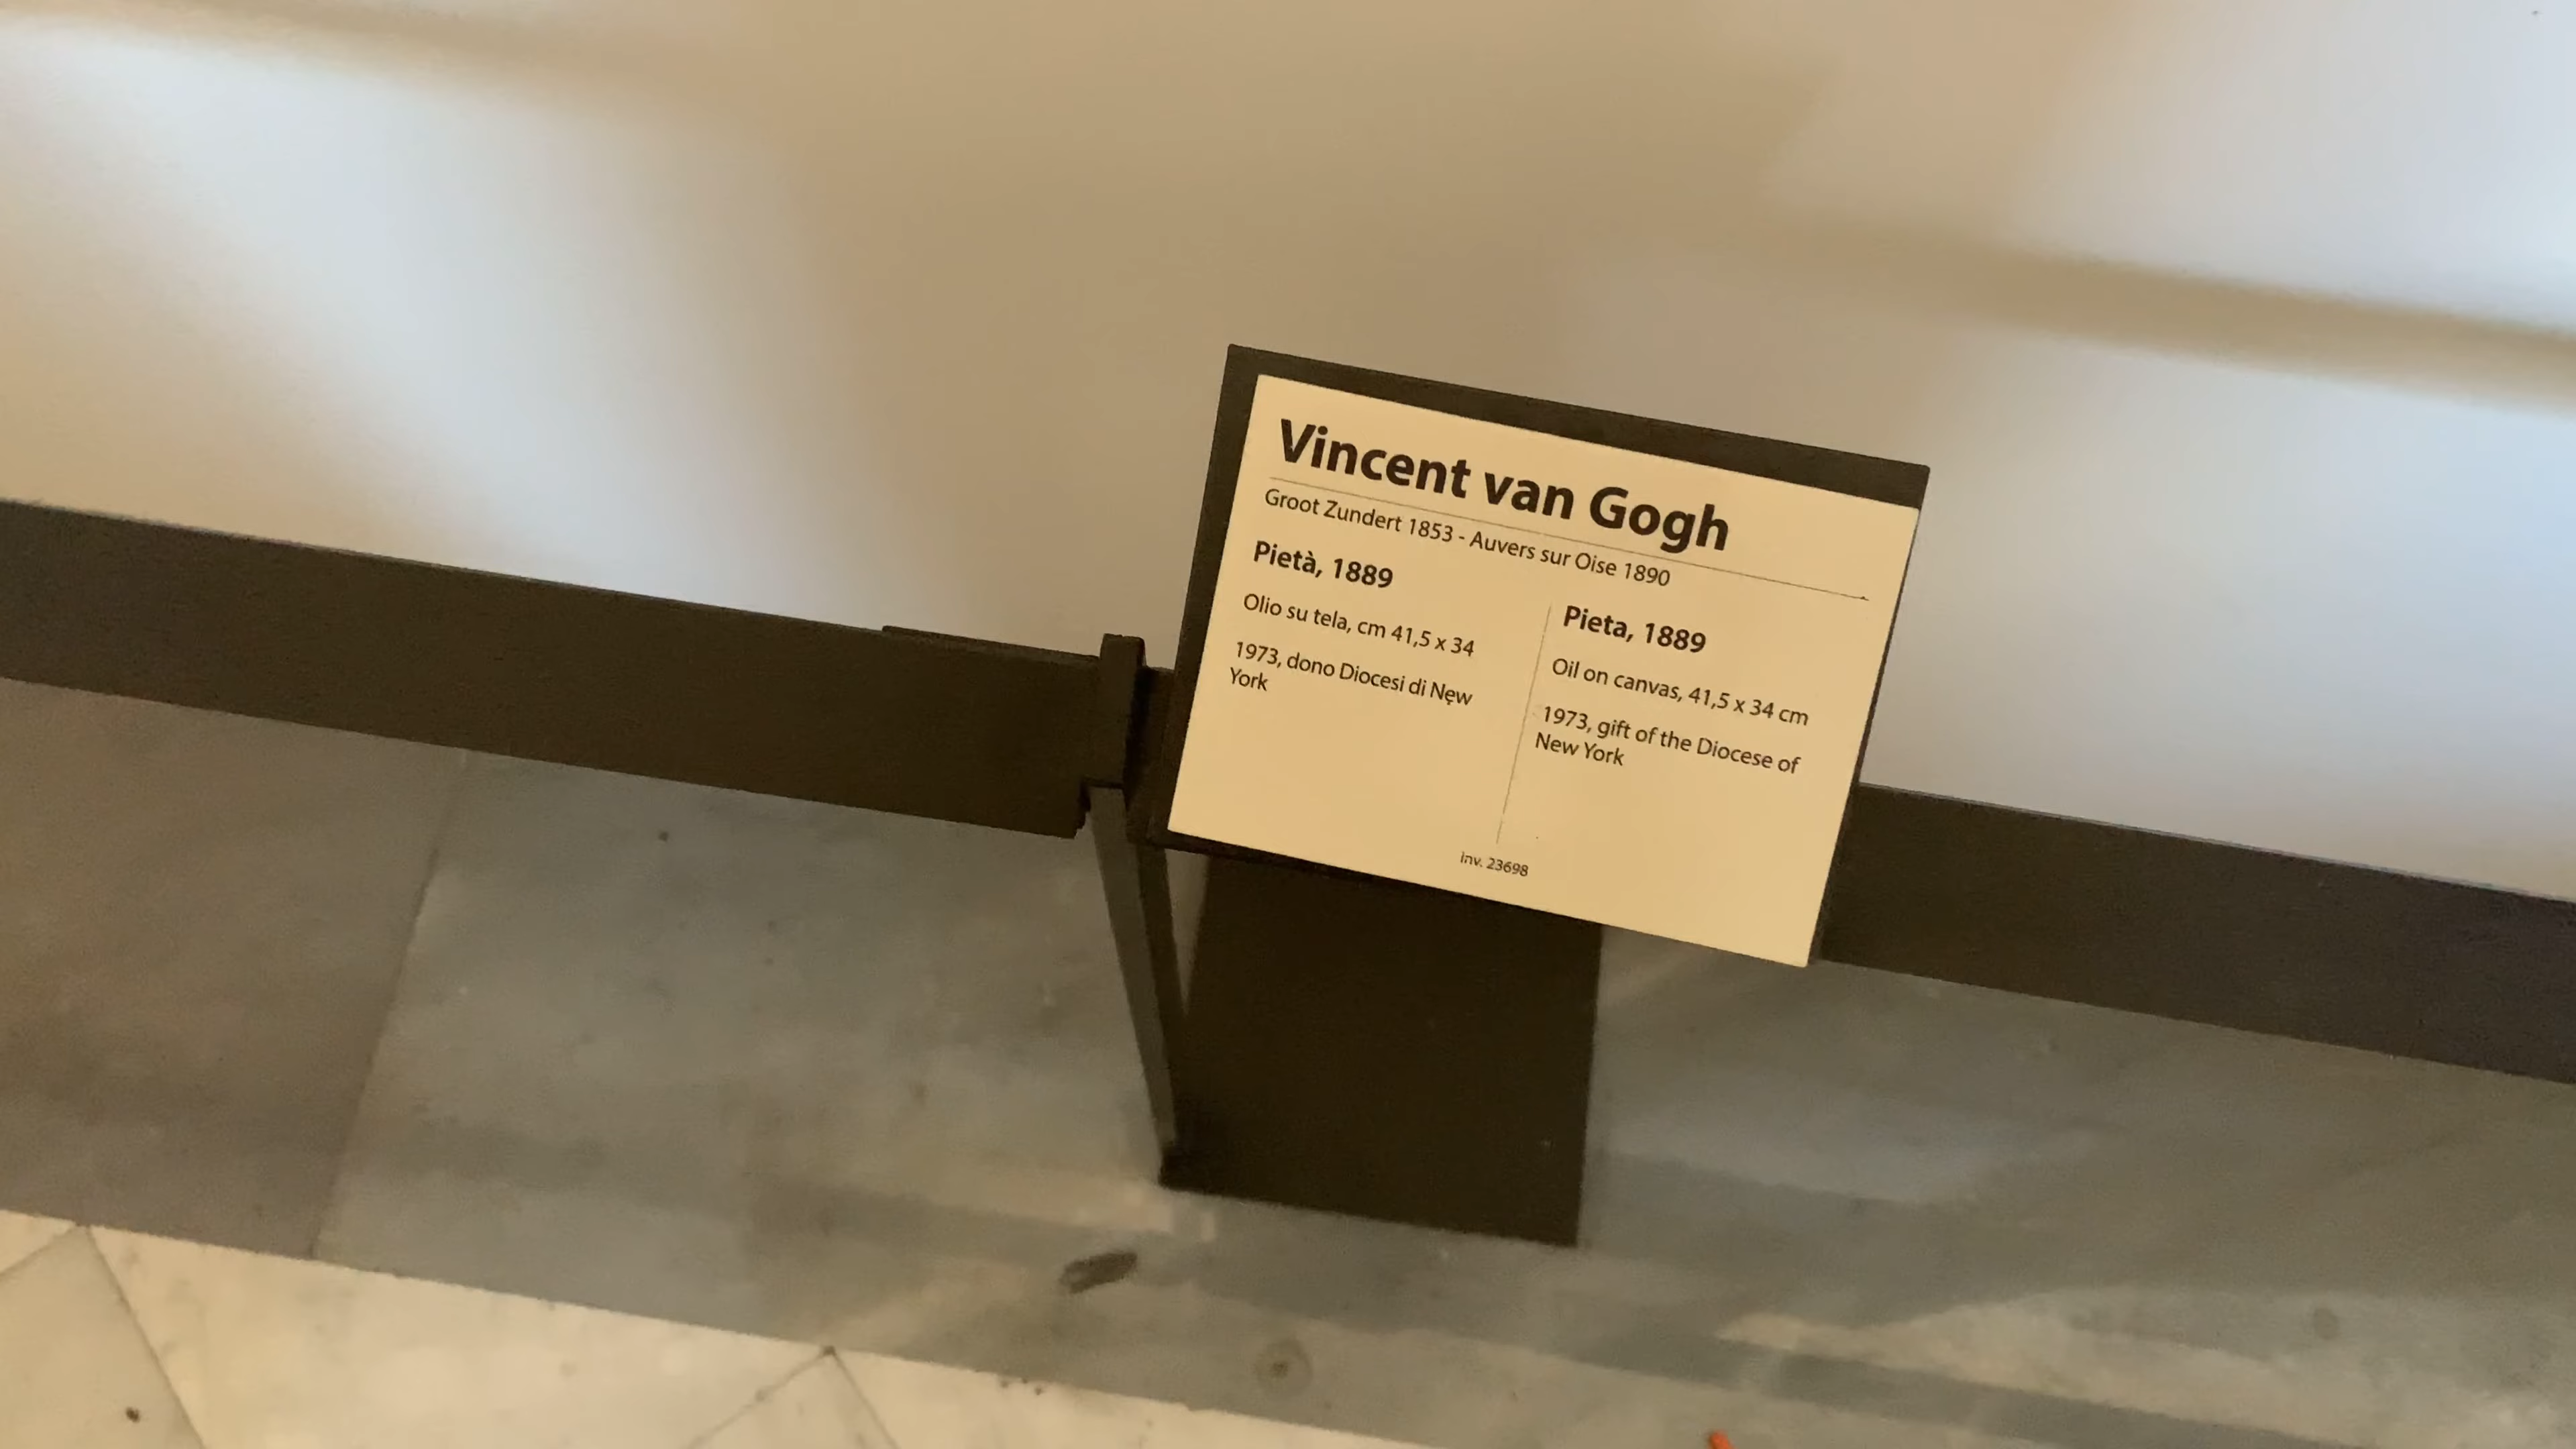 Vincent van Gogh
Groot Zundert 1853 - Auvers sur Oise 1890
Pietà, 1889
Olio su tela, cm 41,5 x 34
1973, dono Diocesi di New
York
Pieta, 1889
Oil on canvas, 41,5 x 34 cm
1973, gift of the Diocese of
New York
inv. 23698